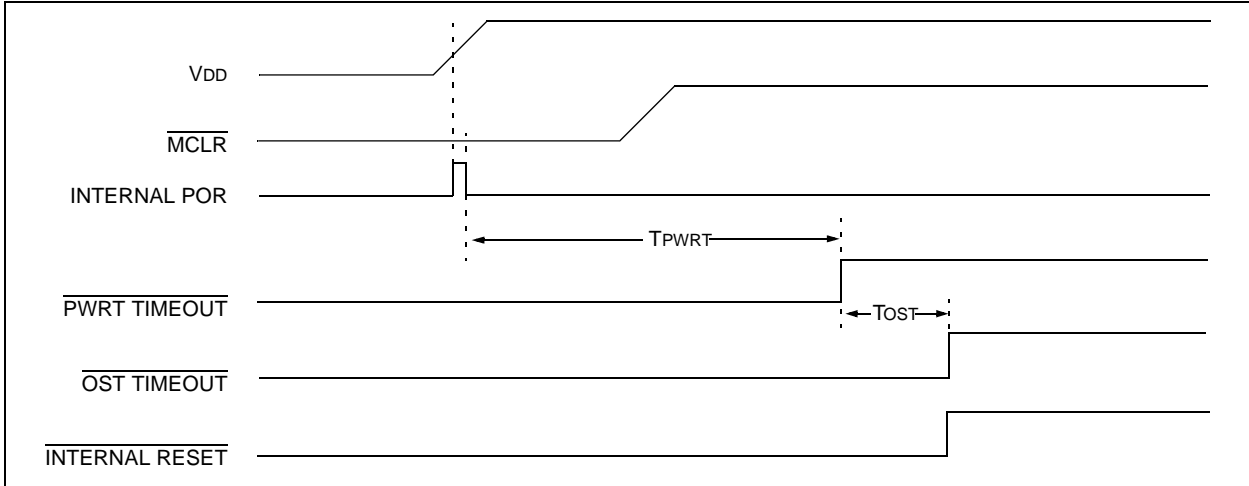 VDD
MCLR
INTERNAL POR
TPWRT
PWRT TIMEOUT
TOST
OST TIMEOUT
INTERNAL RESET